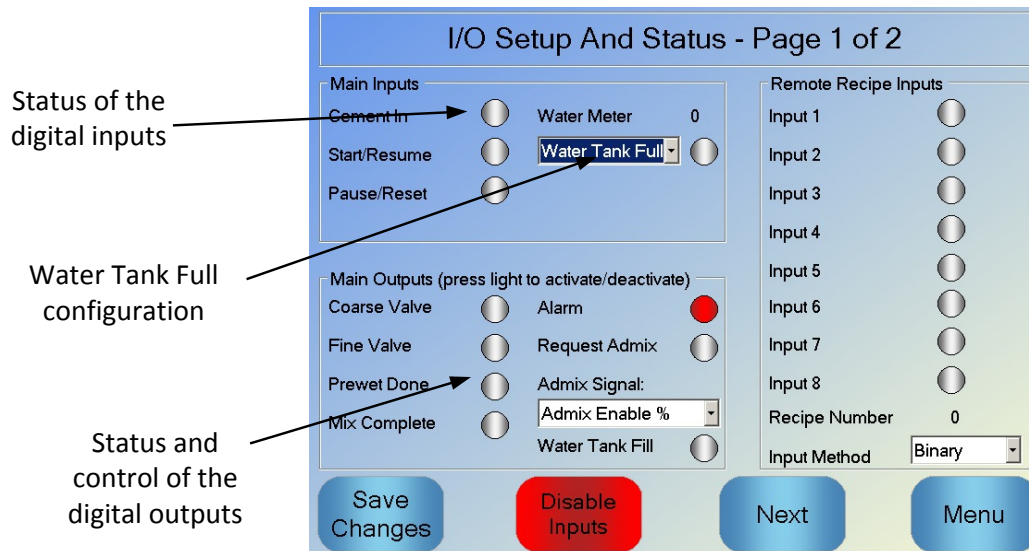 I/O Setup And Status - Page 1 of 2
Status of the
digital inputs
Water Tank Full
configuration
Status and
control of the
digital outputs
Main Inputs
Cement In
Water Meter 0
Start/Resume
Water Tank Full
Pause/Reset
Main Outputs (press light to activate/deactivate)
Coarse Valve
Alarm
Fine Valve
Request Admix
Prewet Done
Admix Signal:
Admix Enable %
Mix Complete
Water Tank Fill
Remote Recipe Inputs
Input 1
Input 2
Input 3
Input 4
Input 5
Input 6
Input 7
Input 8
Recipe Number 0
Input Method Binary
Save
Changes
Disable
Inputs
Next
Menu